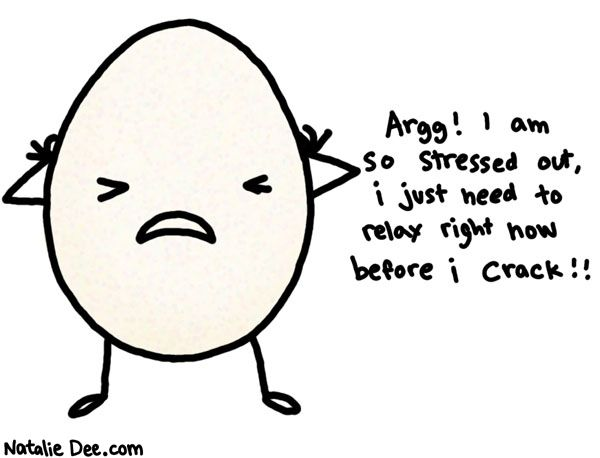 Argg! I am
so stressed out,
i just need to
relax right now
before i crack!!
Natalie Dee.com